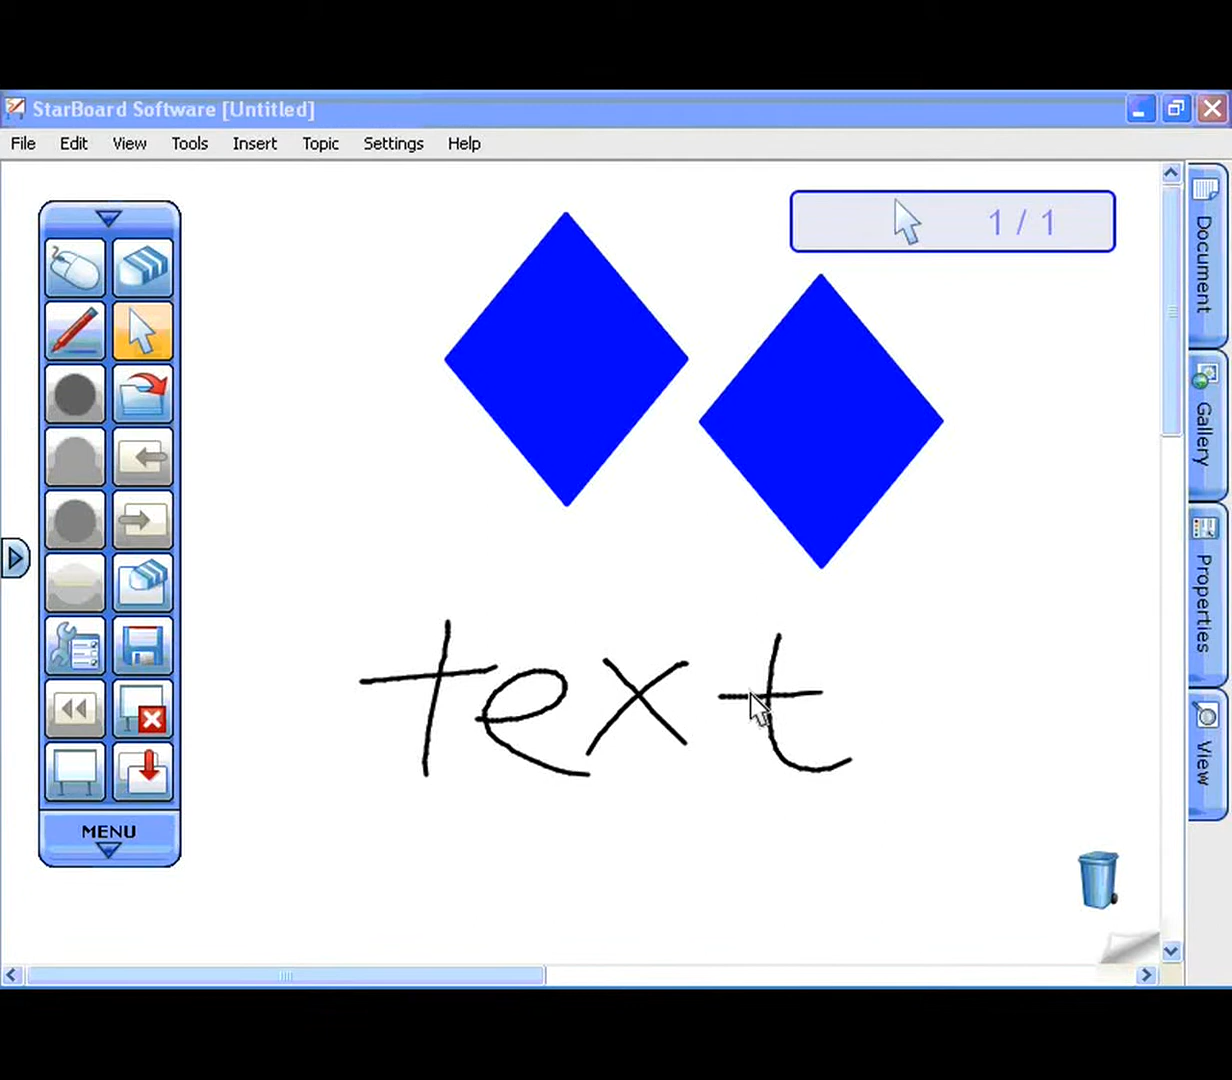 StarBoard Software [Untitled]
File Edit View Tools Insert Topic Settings Help
1 / 1
Document
Gallery
Properties
View
text
MENU